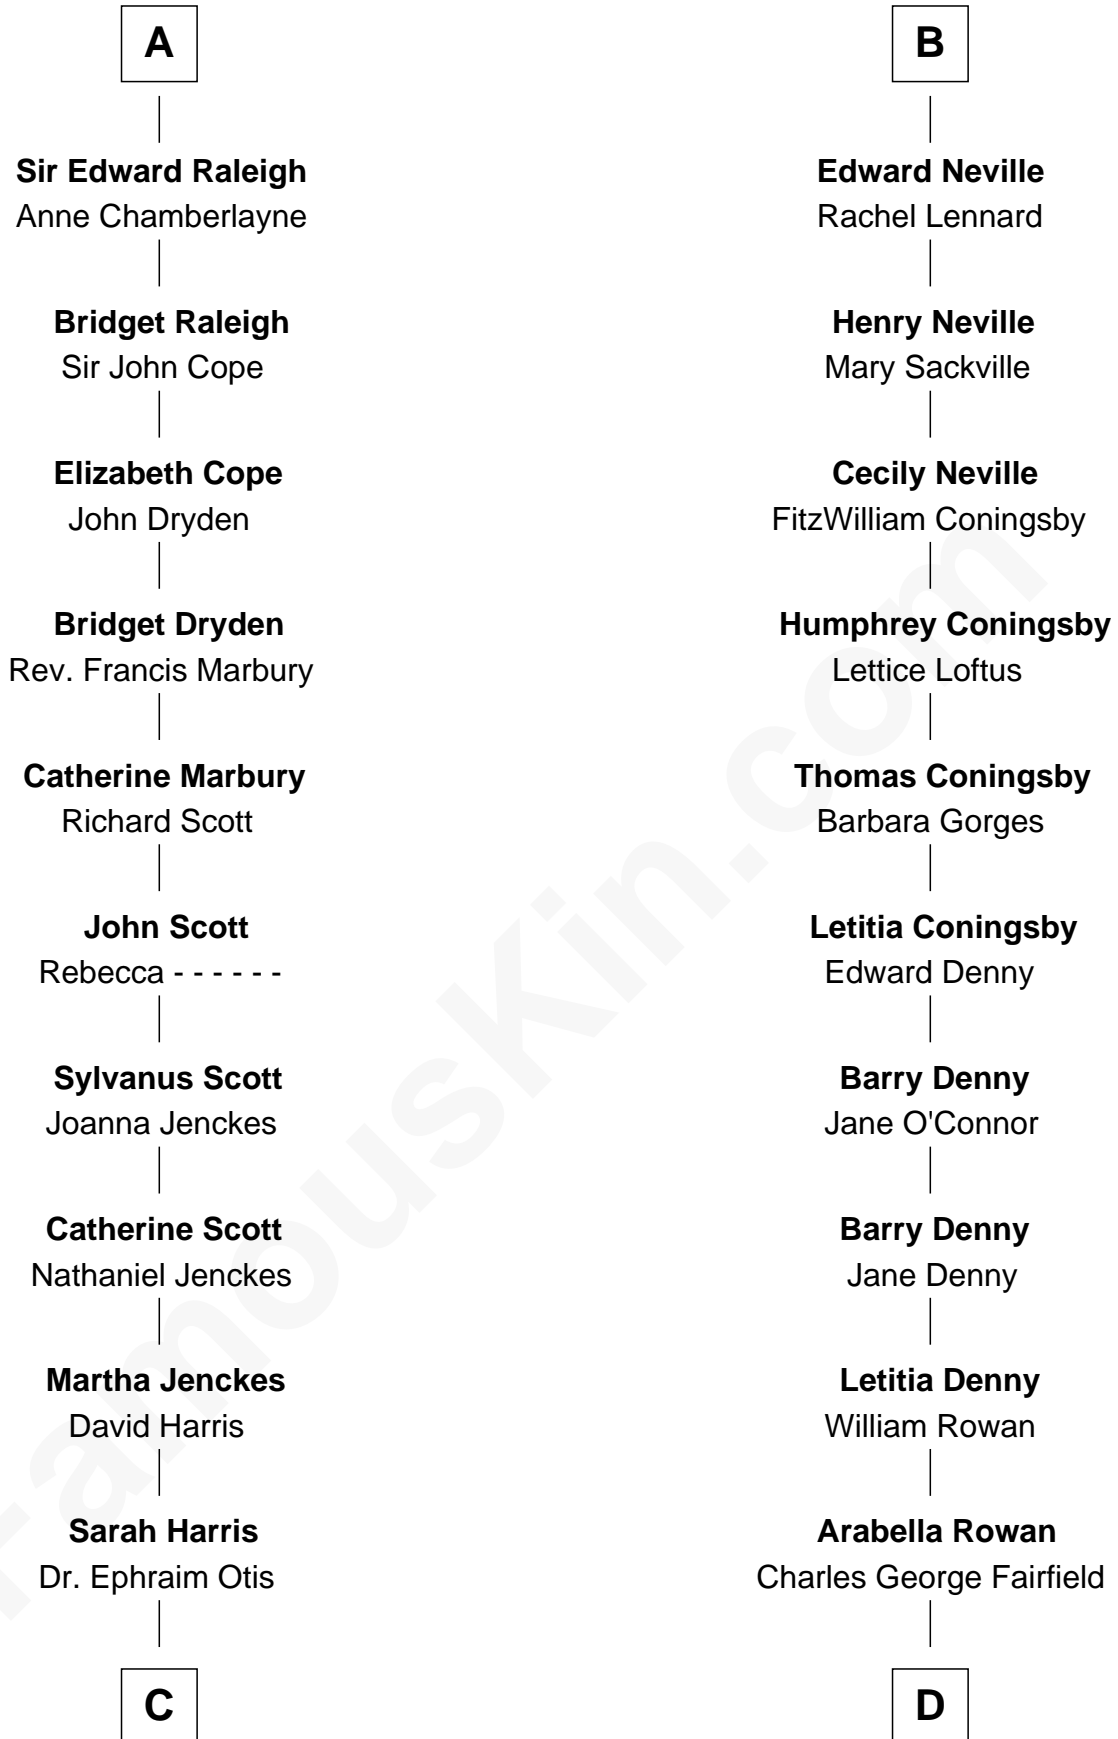 A
Sir Edward Raleigh
Anne Chamberlayne
Bridget Raleigh
Sir John Cope
Elizabeth Cope
John Dryden
Bridget Dryden
Rev. Francis Marbury
Catherine Marbury
Richard Scott
John Scott
Rebecca - - - - - -
Sylvanus Scott
Joanna Jenckes
Catherine Scott
Nathaniel Jenckes
Martha Jenckes
David Harris
Sarah Harris
Dr. Ephraim Otis
C
B
Edward Neville
Rachel Lennard
Henry Neville
Mary Sackville
Cecily Neville
FitzWilliam Coningsby
Humphrey Coningsby
Lettice Loftus
Thomas Coningsby
Barbara Gorges
Letitia Coningsby
Edward Denny
Barry Denny
Jane O'Connor
Barry Denny
Jane Denny
Letitia Denny
William Rowan
Arabella Rowan
Charles George Fairfield
D
FamousKin.com